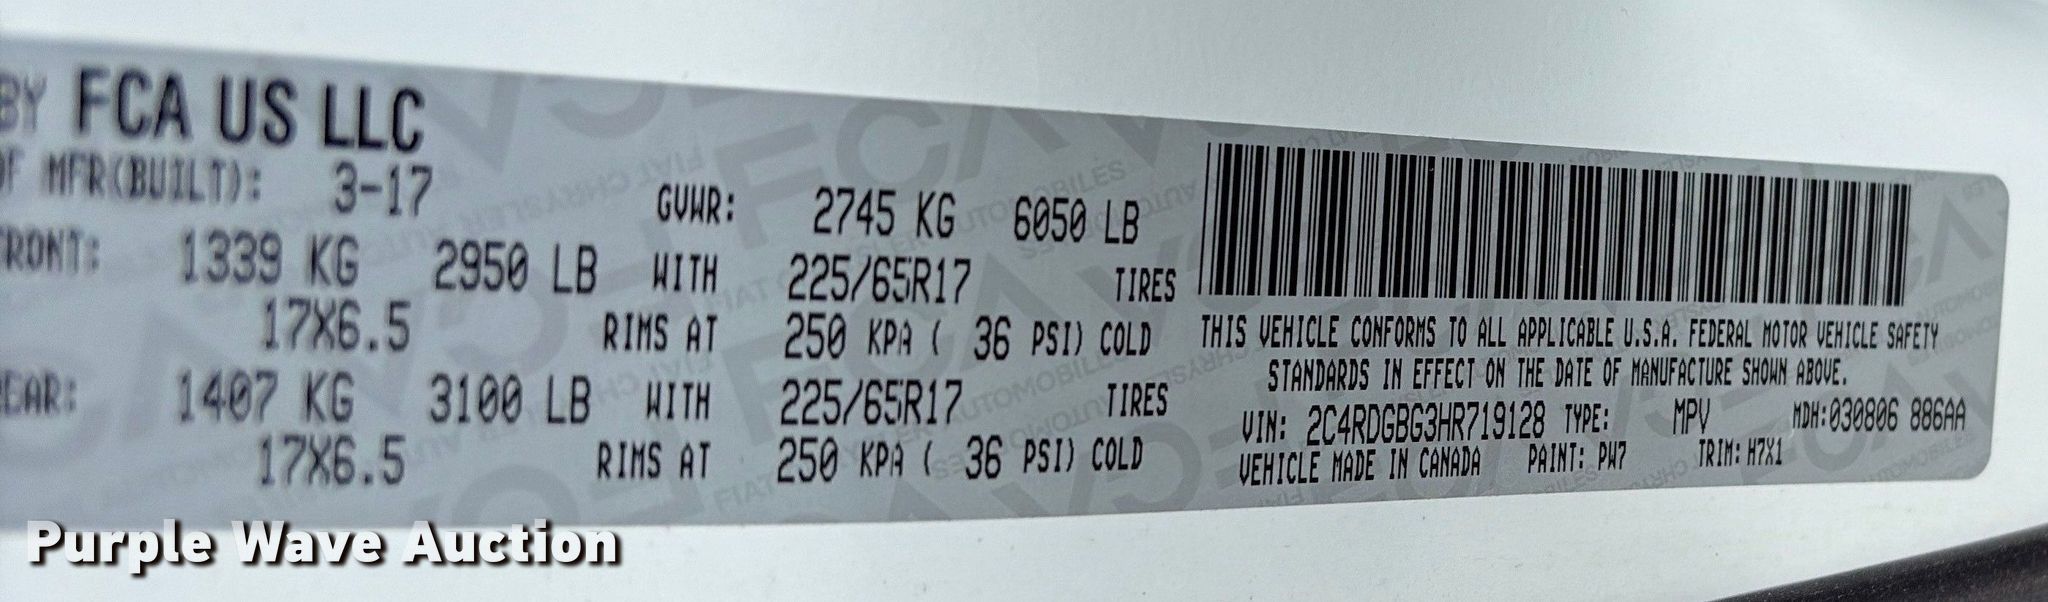 BY FCA US LLC
OF MFR(BUILT): 3-17
GVWR: 2745 KG 6050 LB
FRONT: 1339 KG 2950 LB WITH 225/65R17 TIRES
17X6.5 RIMS AT 250 KPA ( 36 PSI) COLD
REAR: 1407 KG 3100 LB WITH 225/65R17 TIRES
17X6.5 RIMS AT 250 KPA ( 36 PSI) COLD
THIS VEHICLE CONFORMS TO ALL APPLICABLE U.S.A. FEDERAL MOTOR VEHICLE SAFETY
STANDARDS IN EFFECT ON THE DATE OF MANUFACTURE SHOWN ABOVE.
VIN: 2C4RDGBG3HR719128 TYPE: MPV MDH:030806 886AA
VEHICLE MADE IN CANADA PAINT: PW7 TRIM: H7X1
Purple Wave Auction